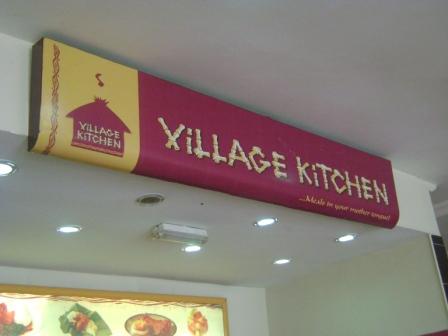 ViLLAGE
KiTCHEN
ViLLAGE KiTCHEN
...Meals in your mother tongue!